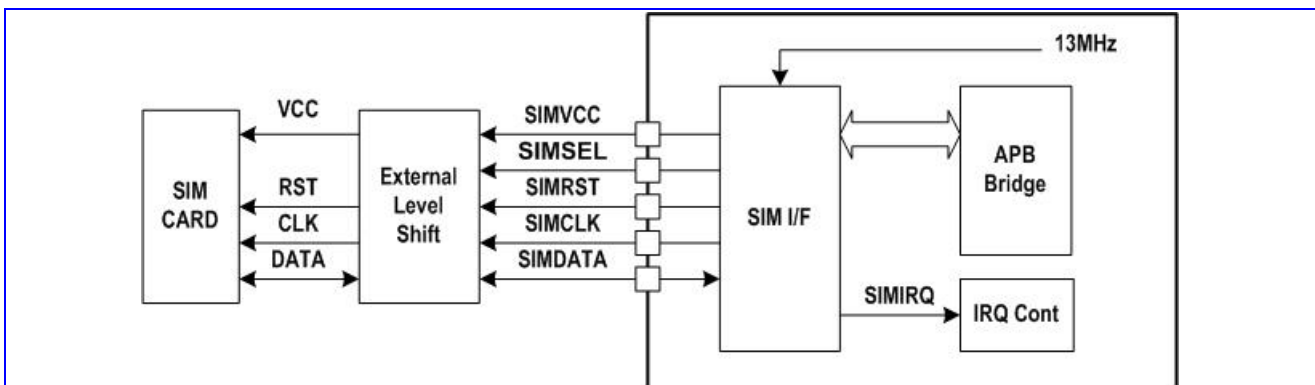 13MHz
VCC
SIMVCC
SIMSEL
APB
Bridge
SIM
CARD
RST
External
Level
Shift
SIMRST
SIM I/F
CLK
SIMCLK
DATA
SIMDATA
SIMIRQ
IRQ Cont